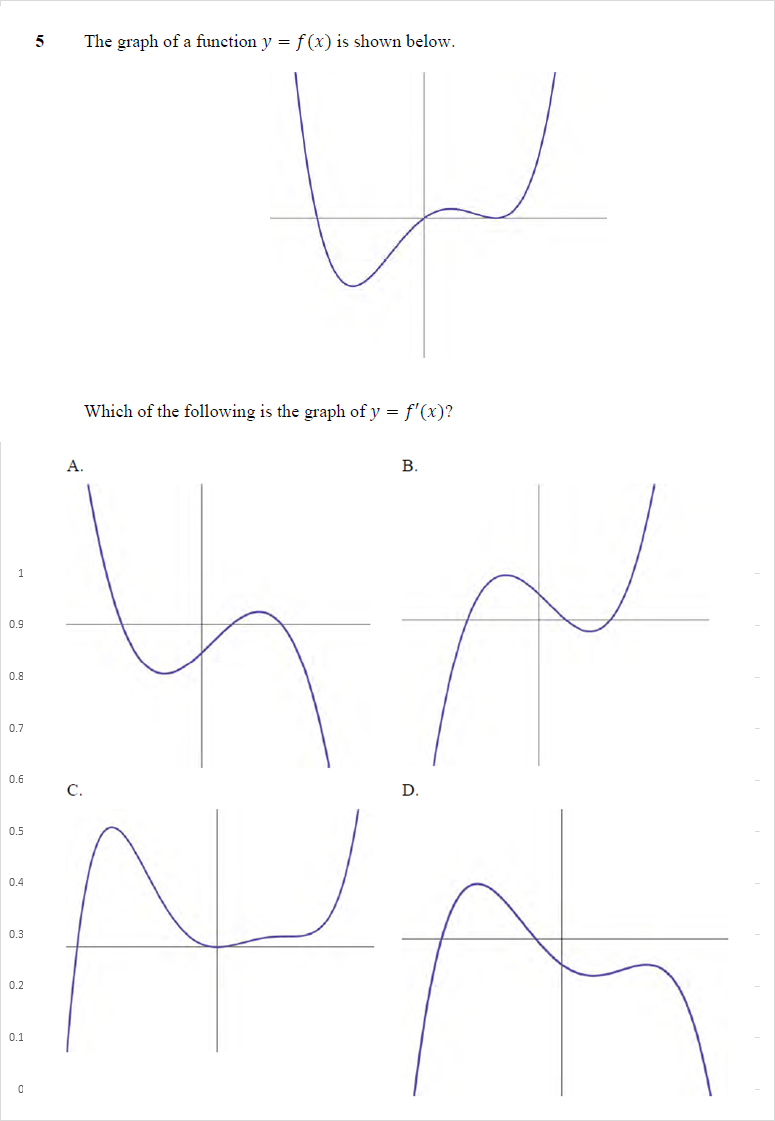 5 The graph of a function y = f(x) is shown below.
Which of the following is the graph of y = f′(x)?
A. B.
1
0.9
0.8
0.7
0.6
C. D.
0.5
0.4
0.3
0.2
0.1
0